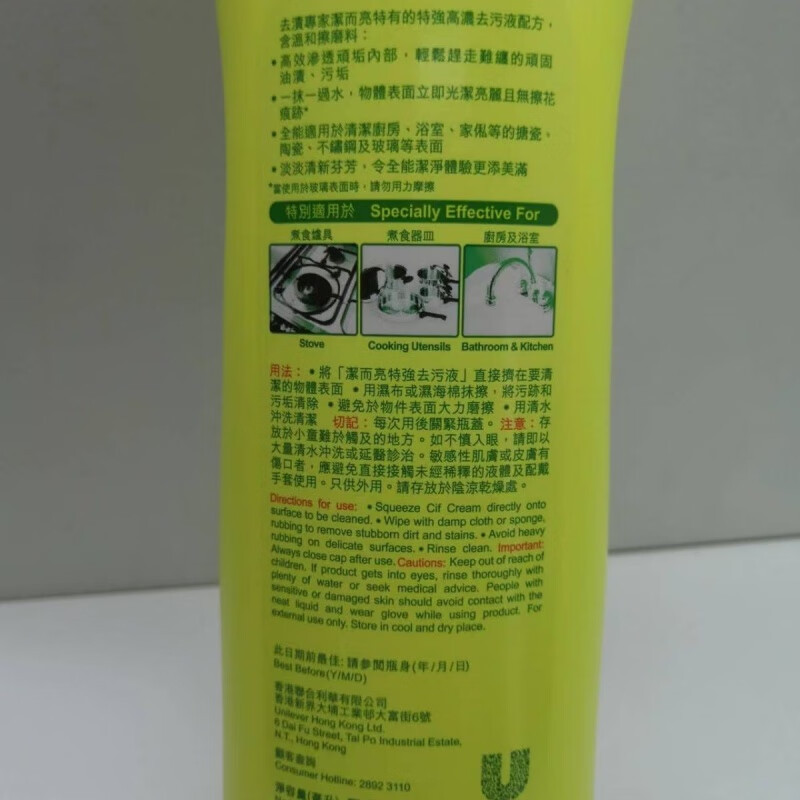 去漬專家潔而亮特有的特強高濃去污液配方，
含溫和擦磨料：
•高效滲透頑垢內部，輕鬆趕走難纏的頑固
油漬、污垢
•一抹一過水，物體表面立即光潔亮麗且無擦花
痕跡*
•全能適用於清潔廚房、浴室、家俬等的搪瓷、
陶瓷、不鏽鋼及玻璃等表面
•淡淡清新芬芳，令全能潔淨體驗更添美滿
*當使用於玻璃表面時，請勿用力摩擦
特別適用於 Specially Effective For
煮食爐具 煮食器皿 廚房及浴室
Stove Cooking Utensils Bathroom & Kitchen
用法：•將「潔而亮特強去污液」直接擠在要清
潔的物體表面 •用濕布或濕海棉抹擦，將污跡和
污垢清除 •避免於物件表面大力磨擦 •用清水
沖洗清潔 切記：每次用後關緊瓶蓋。注意：存
放於小童難於觸及的地方。如不慎入眼，請即以
大量清水沖洗或延醫診治。敏感性肌膚或皮膚有
傷口者，應避免直接接觸未經稀釋的液體及配戴
手套使用。只供外用。請存放於陰涼乾燥處。
Directions for use: •Squeeze Cif Cream directly onto
surface to be cleaned. •Wipe with damp cloth or sponge,
rubbing to remove stubborn dirt and stains. •Avoid heavy
rubbing on delicate surfaces. •Rinse clean. Important:
Always close cap after use. Cautions: Keep out of reach of
children. If product gets into eyes, rinse thoroughly with
plenty of water or seek medical advice. People with
sensitive or damaged skin should avoid contact with the
neat liquid and wear glove while using product. For
external use only. Store in cool and dry place.
此日期前最佳：請參閱瓶身(年/月/日)
Best Before(Y/M/D)
香港聯合利華有限公司
香港新界大埔工業邨大富街6號
Unilever Hong Kong Ltd.
6 Dai Fu Street, Tai Po Industrial Estate,
N.T., Hong Kong
顧客查詢
Consumer Hotline: 2892 3110
淨容量(毫升)